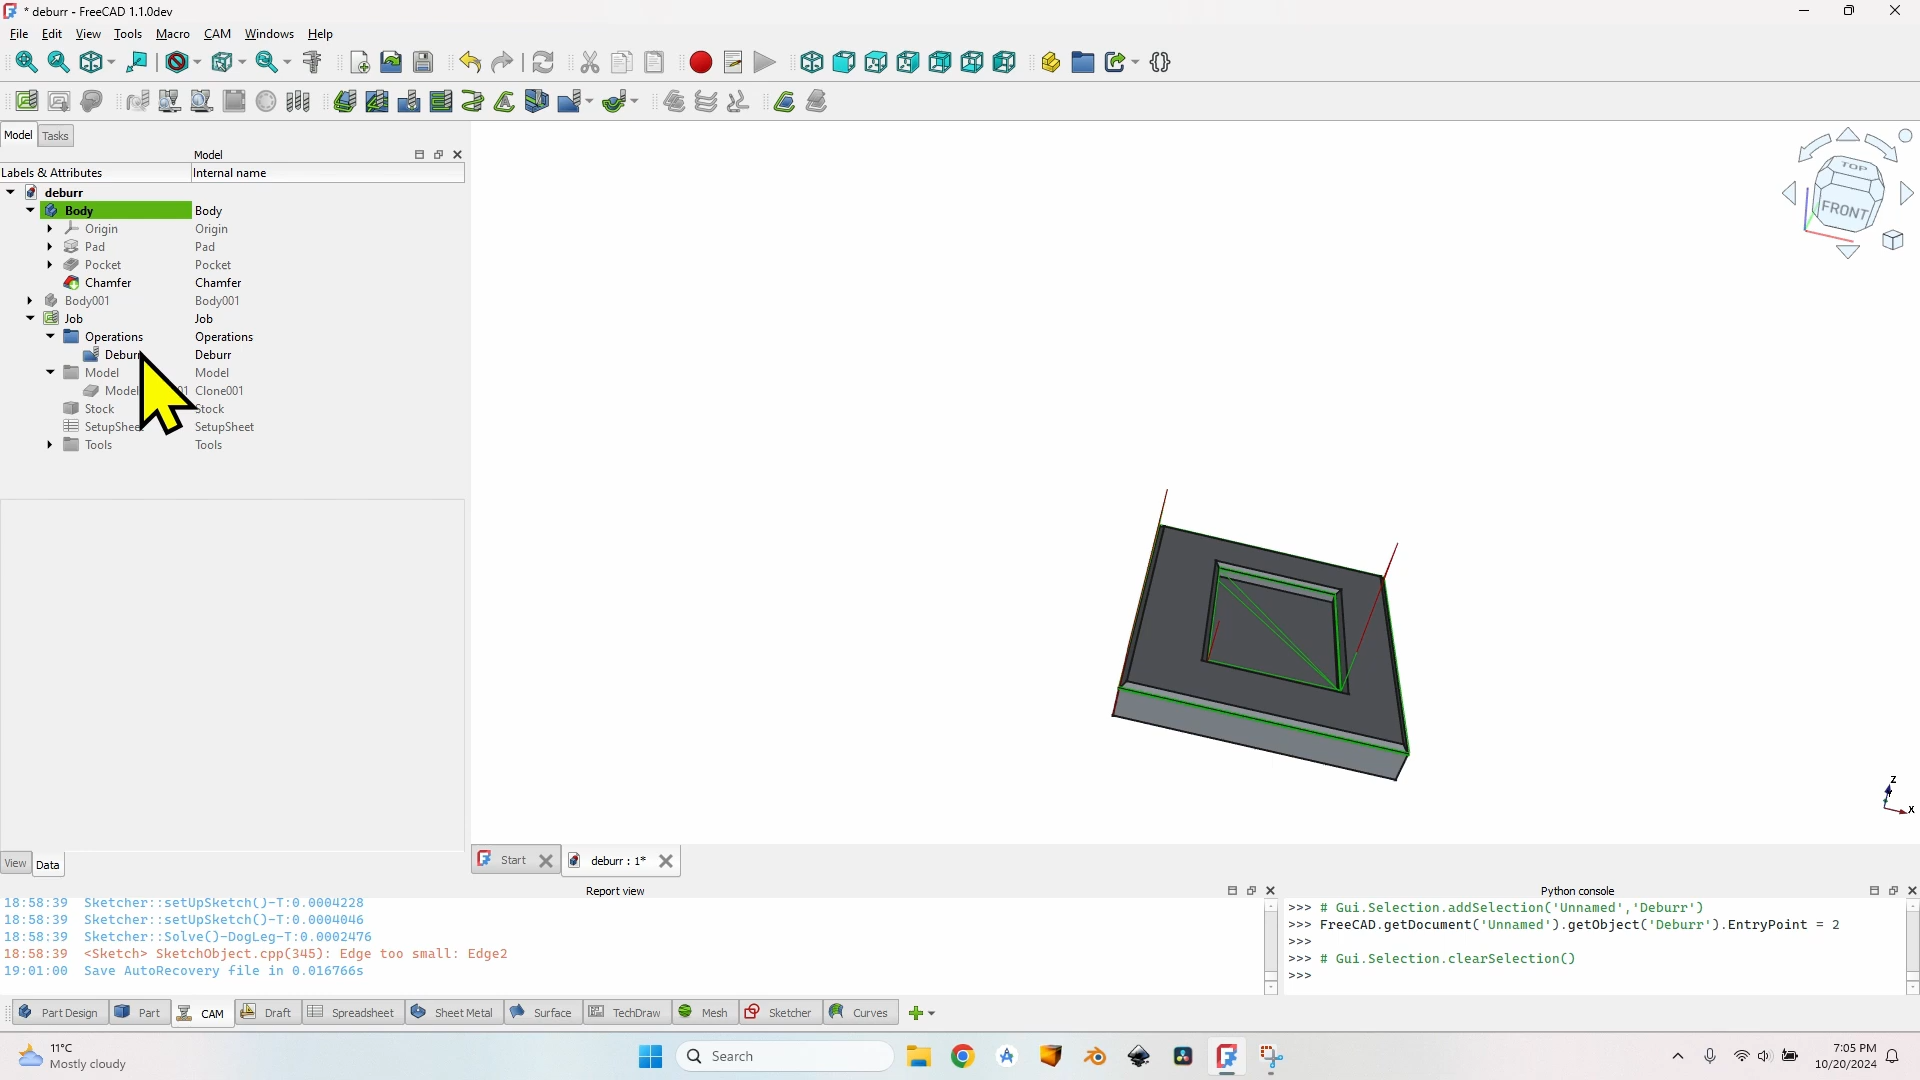 * deburr - FreeCAD 1.1.0dev
File Edit View Tools Macro CAM Windows Help
Model Tasks
Model
Labels & Attributes Internal name
deburr
Body Body
Origin Origin
Pad Pad
Pocket Pocket
Chamfer Chamfer
Body001 Body001
Job Job
Operations Operations
Deburr Deburr
Model Model
Clone001
Stock Stock
SetupSheet SetupSheet
Tools Tools
TOP
FRONT
Z
X
View Data
Start deburr : 1*
Report view
18:58:39 Sketcher::setUpSketch()-T:0.0004228
18:58:39 Sketcher::setUpSketch()-T:0.0004046
18:58:39 Sketcher::Solve()-DogLeg-T:0.0002476
18:58:39 <Sketch> SketchObject.cpp(345): Edge too small: Edge2
19:01:00 Save AutoRecovery file in 0.016766s
Python console
>>> # Gui.Selection.addSelection('Unnamed','Deburr')
>>> FreeCAD.getDocument('Unnamed').getObject('Deburr').EntryPoint = 2
>>>
>>> # Gui.Selection.clearSelection()
>>>
Part Design Part CAM Draft Spreadsheet Sheet Metal Surface TechDraw Mesh Sketcher Curves
11°C
Mostly cloudy
Search
7:05 PM
10/20/2024